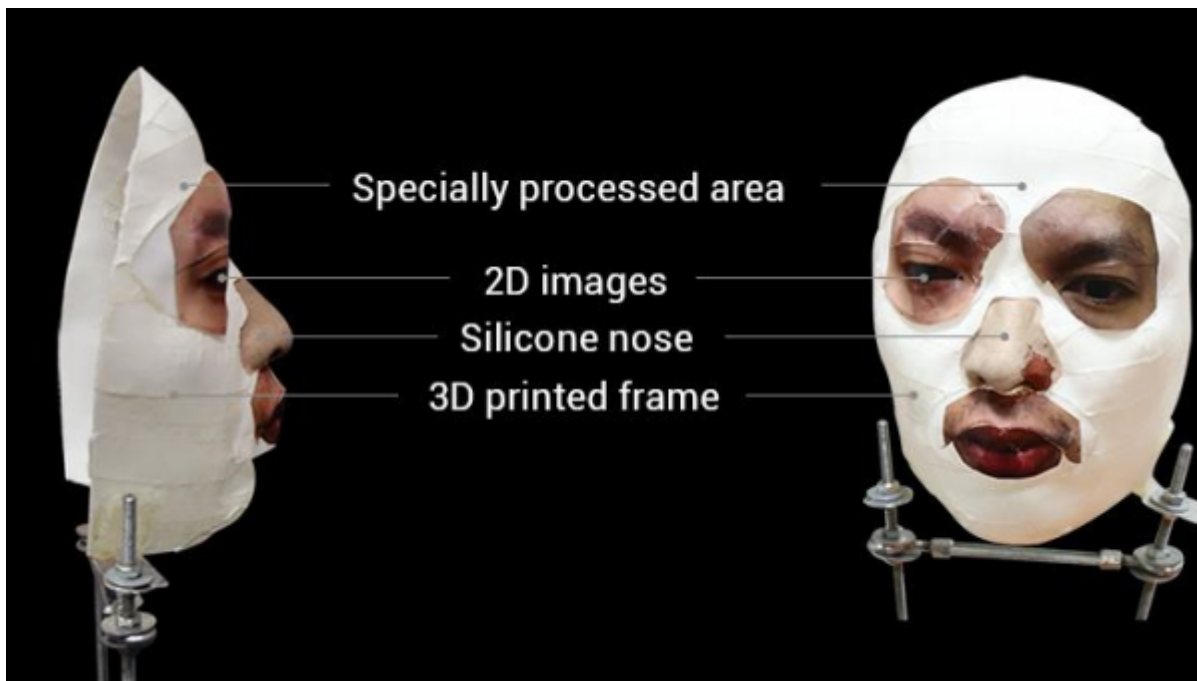 Specially processed area
2D images
Silicone nose
3D printed frame